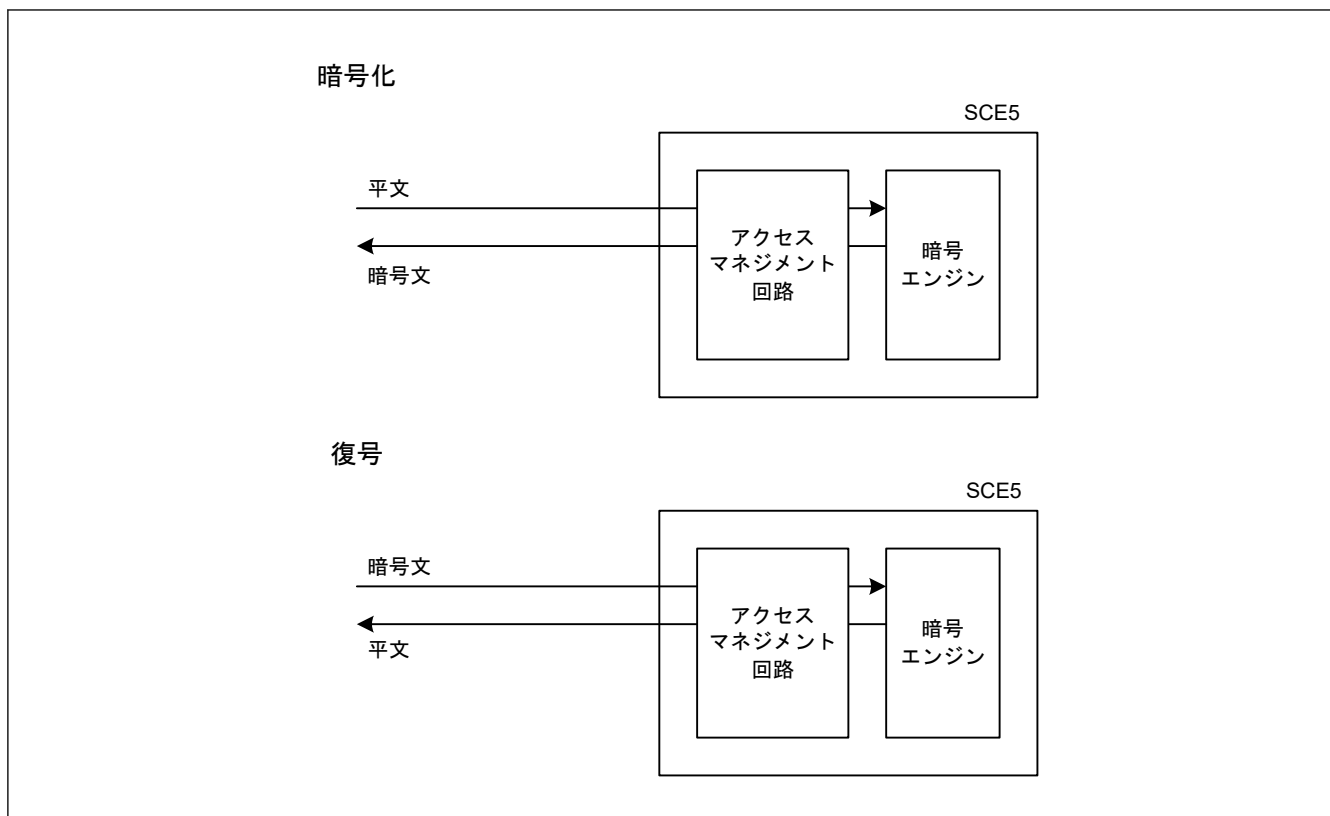 暗号化
SCE5
平文
暗号文
アクセス
マネジメント
回路
暗号
エンジン
復号
SCE5
暗号文
平文
アクセス
マネジメント
回路
暗号
エンジン